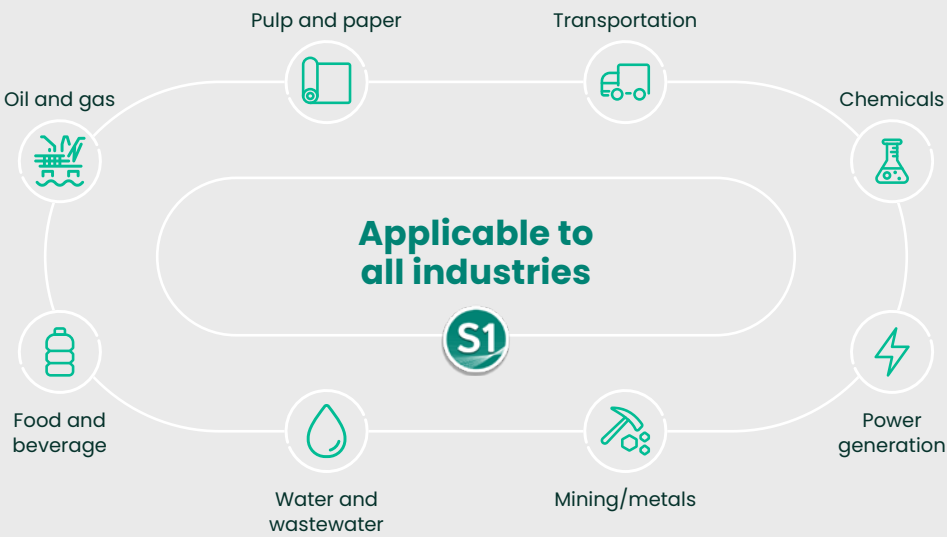 Pulp and paper
Transportation
Oil and gas
Chemicals
Applicable to
all industries
S1
Food and
beverage
Power
generation
Water and
wastewater
Mining/metals